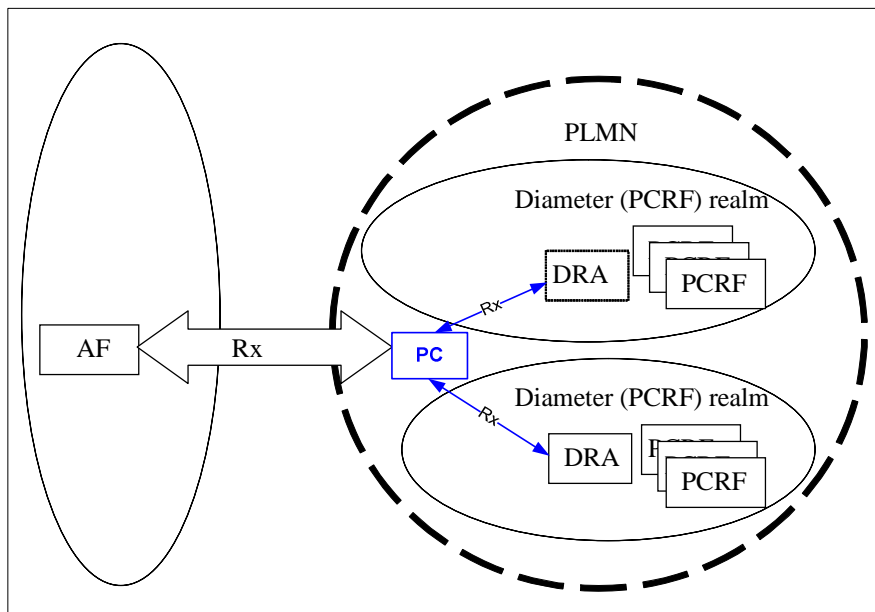 PLMN
Diameter (PCRF) realm
DRA
PCRF
Rx
AF
Rx
PC
Rx
Diameter (PCRF) realm
DRA
PCRF